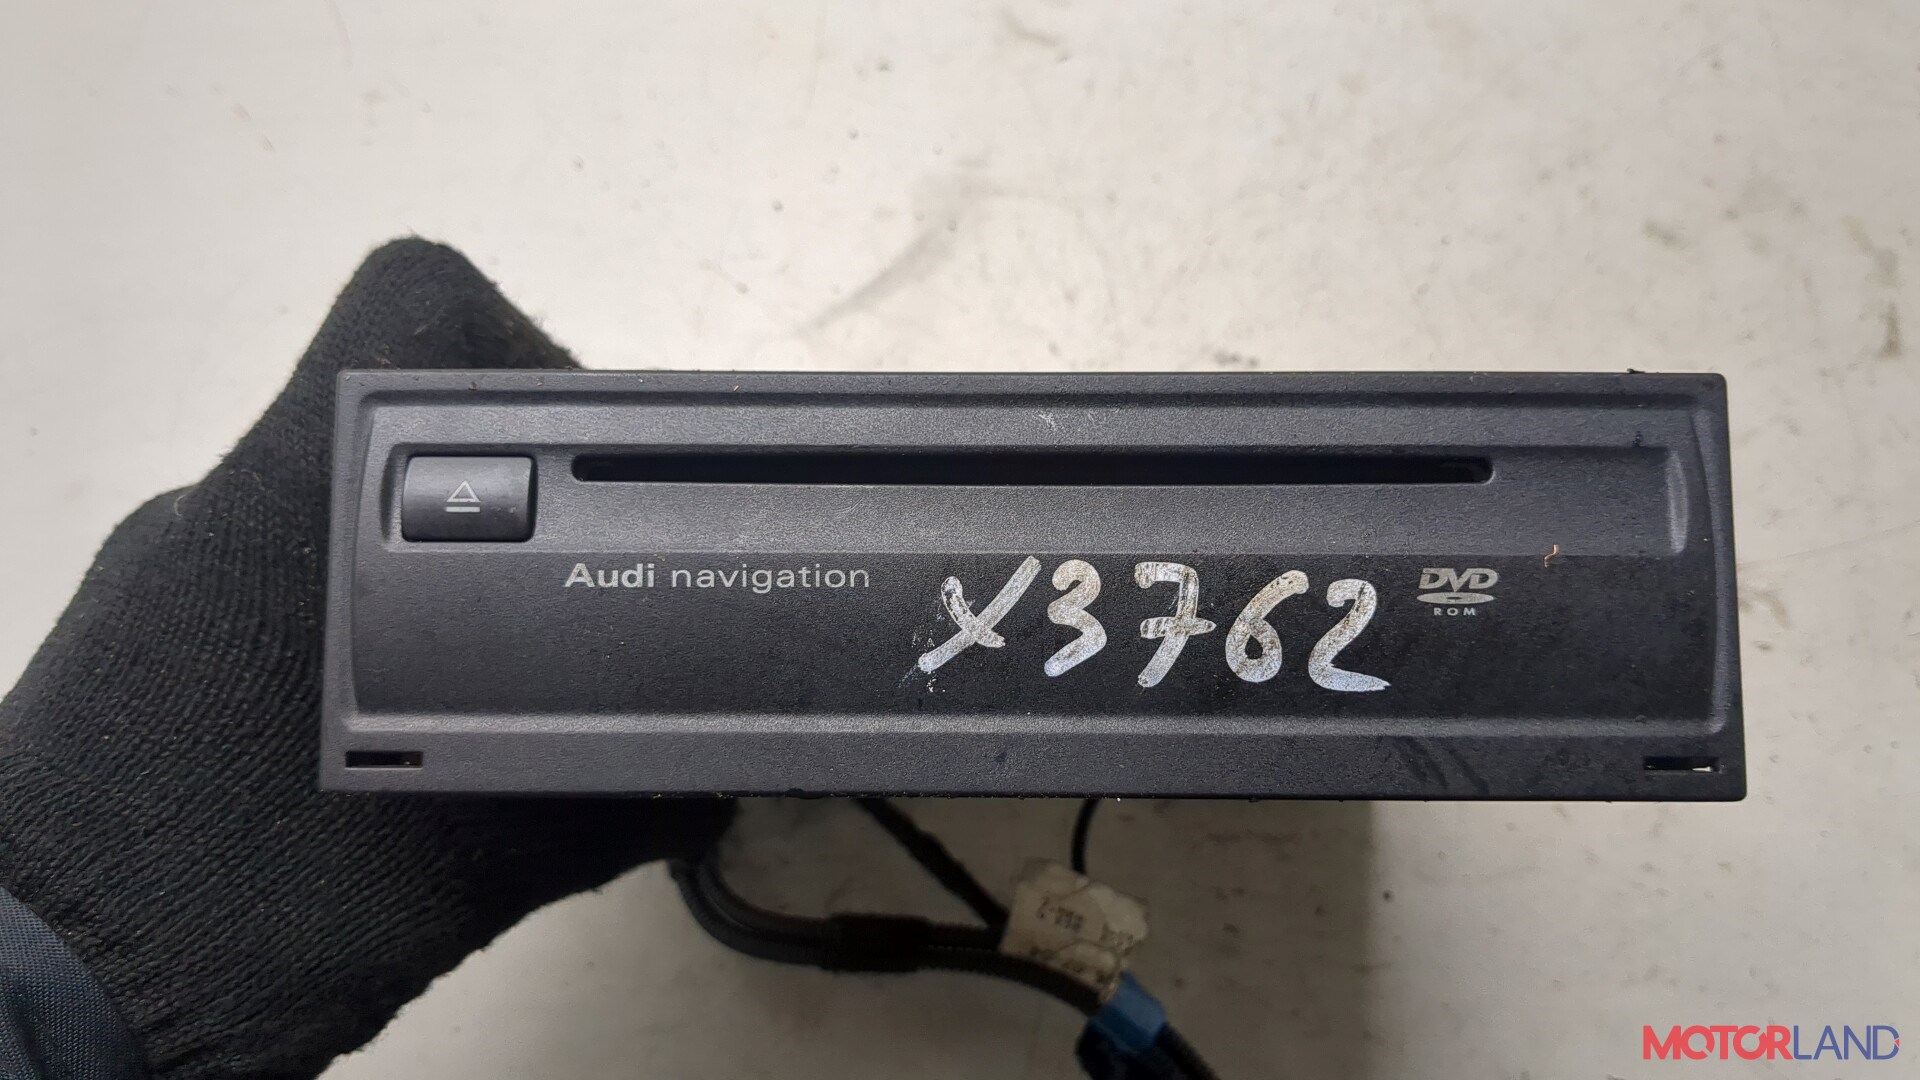 Audi navigation
X3762
DVD
ROM
MOTORLAND